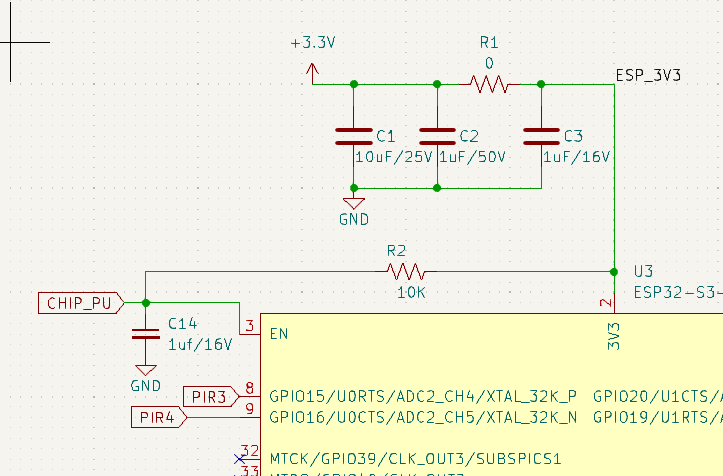 +3.3V
R1
0
ESP_3V3
C1
10uF/25V
C2
1uF/50V
C3
1uF/16V
GND
R2
10K
U3
ESP32-S3-
2
3V3
CHIP_PU
C14
1uf/16V
GND
3
EN
PIR3
8
GPIO15/U0RTS/ADC2_CH4/XTAL_32K_P
GPIO20/U1CTS/
PIR4
9
GPIO16/U0CTS/ADC2_CH5/XTAL_32K_N
GPIO19/U1RTS/
32
MTCK/GPIO39/CLK_OUT3/SUBSPICS1
33